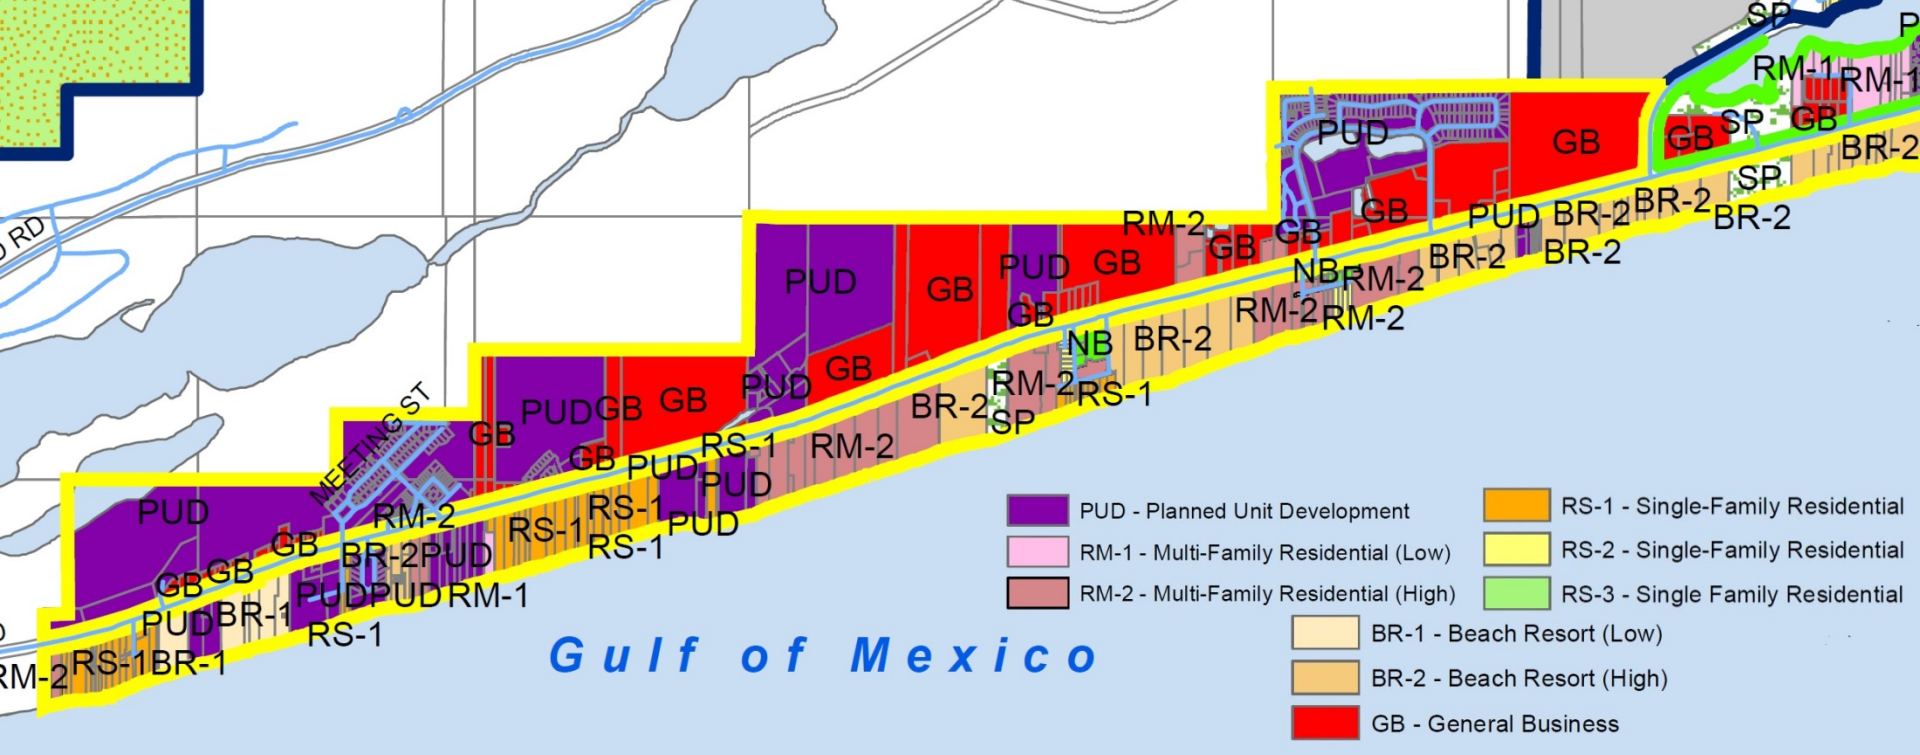 SP
P
RM-1
RM-1
GB
SP
GB
PUD
GB
BR-2
SP
BR-2
BR-2
BR-2
PUD
GB
RM-2
GB
GB
BR-2
BR-2
RD
PUD
PUD
GB
GB
NB
RM-2
GB
RM-2
RM-2
NB
BR-2
GB
PUD
RM-2
RS-1
MEETING ST
PUD
GB
GB
BR-2
SP
GB
GB
PUD
RS-1
RM-2
PUD
PUD
RM-2
RS-1
RS-1
PUD
RS-1
GB
BR-2
PUD
GB
GB
PUD
PUD
RM-1
PUD
BR-1
RS-1
RM-2
RS-1
BR-1
Gulf of Mexico
PUD - Planned Unit Development
RM-1 - Multi-Family Residential (Low)
RM-2 - Multi-Family Residential (High)
RS-1 - Single-Family Residential
RS-2 - Single-Family Residential
RS-3 - Single Family Residential
BR-1 - Beach Resort (Low)
BR-2 - Beach Resort (High)
GB - General Business